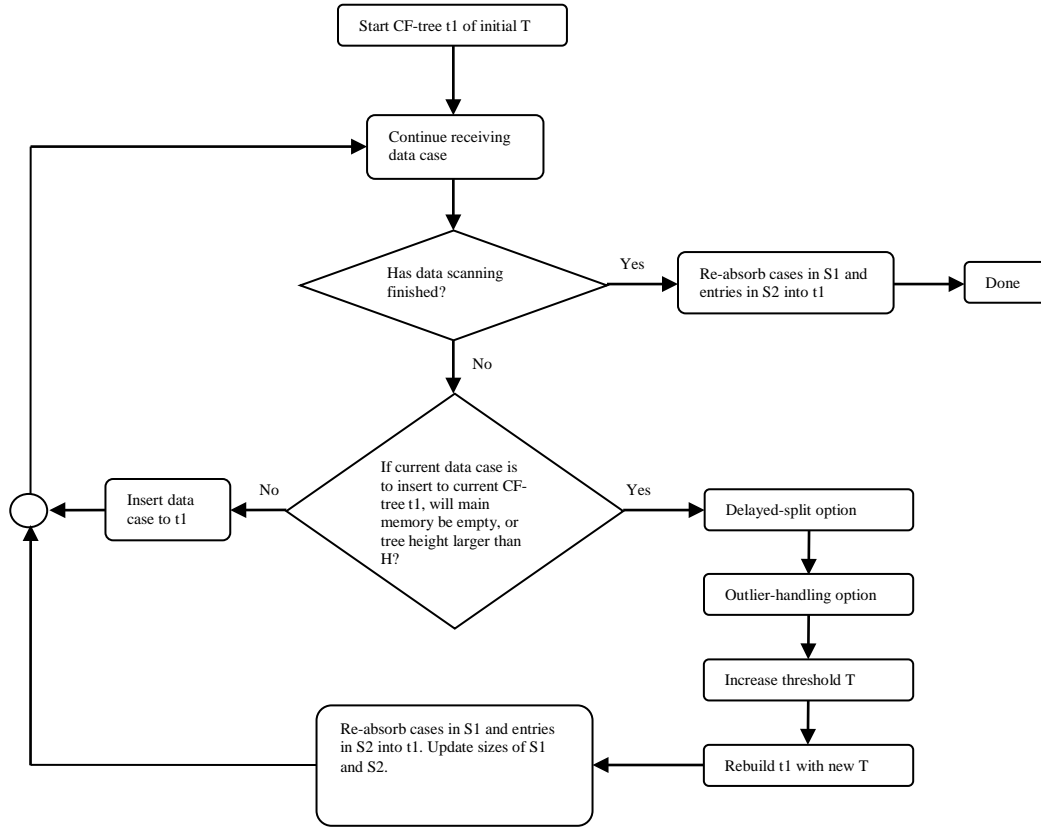 Start CF-tree t1 of initial T
Continue receiving
data case
Has data scanning
finished?
Yes
Re-absorb cases in S1 and
entries in S2 into t1
Done
No
If current data case is
to insert to current CF-
tree t1, will main
memory be empty, or
tree height larger than
H?
No
Insert data
case to t1
Yes
Delayed-split option
Outlier-handling option
Increase threshold T
Rebuild t1 with new T
Re-absorb cases in S1 and entries
in S2 into t1. Update sizes of S1
and S2.